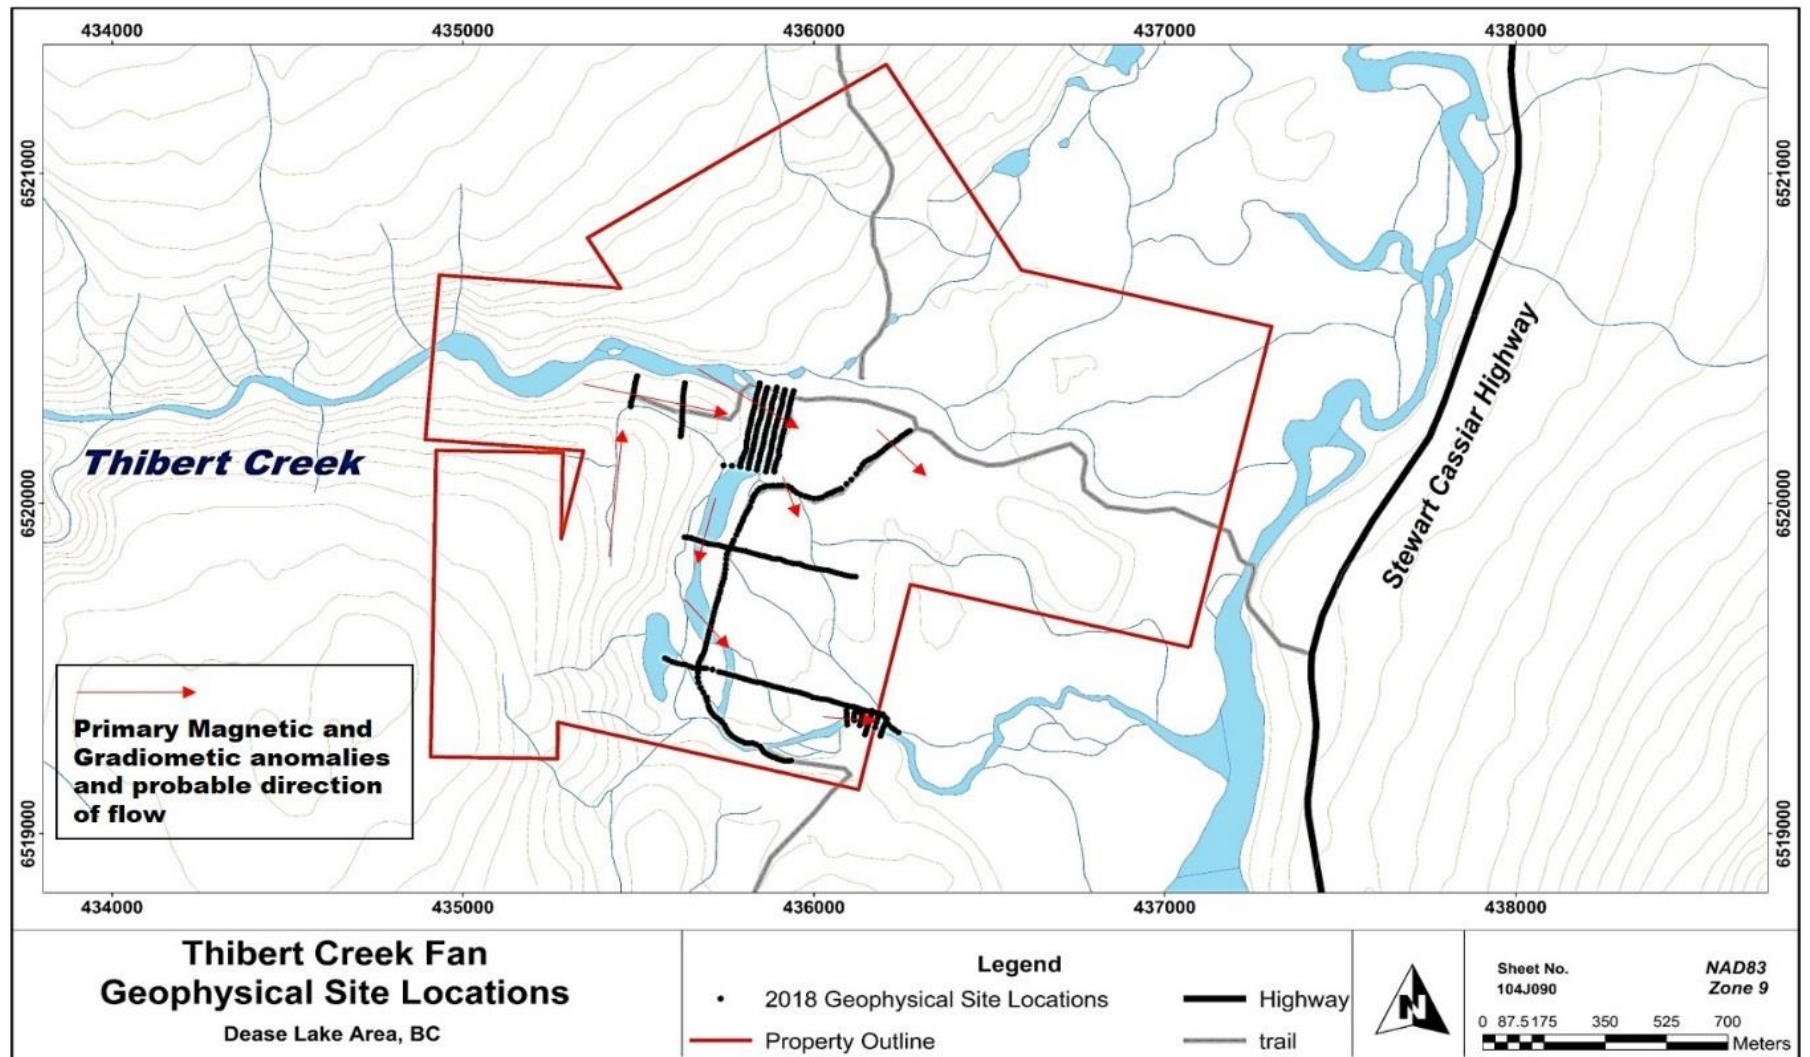 434000 435000 436000 437000 438000
6521000
6521000
6520000
6520000
6519000
6519000
Thibert Creek
Stewart Cassiar Highway
Primary Magnetic and
Gradiometic anomalies
and probable direction
of flow
434000 435000 436000 437000 438000
Thibert Creek Fan
Geophysical Site Locations
Dease Lake Area, BC
Legend
2018 Geophysical Site Locations
Highway
Property Outline
trail
N
Sheet No.
104J090
NAD83
Zone 9
0 87.5 175 350 525 700
Meters